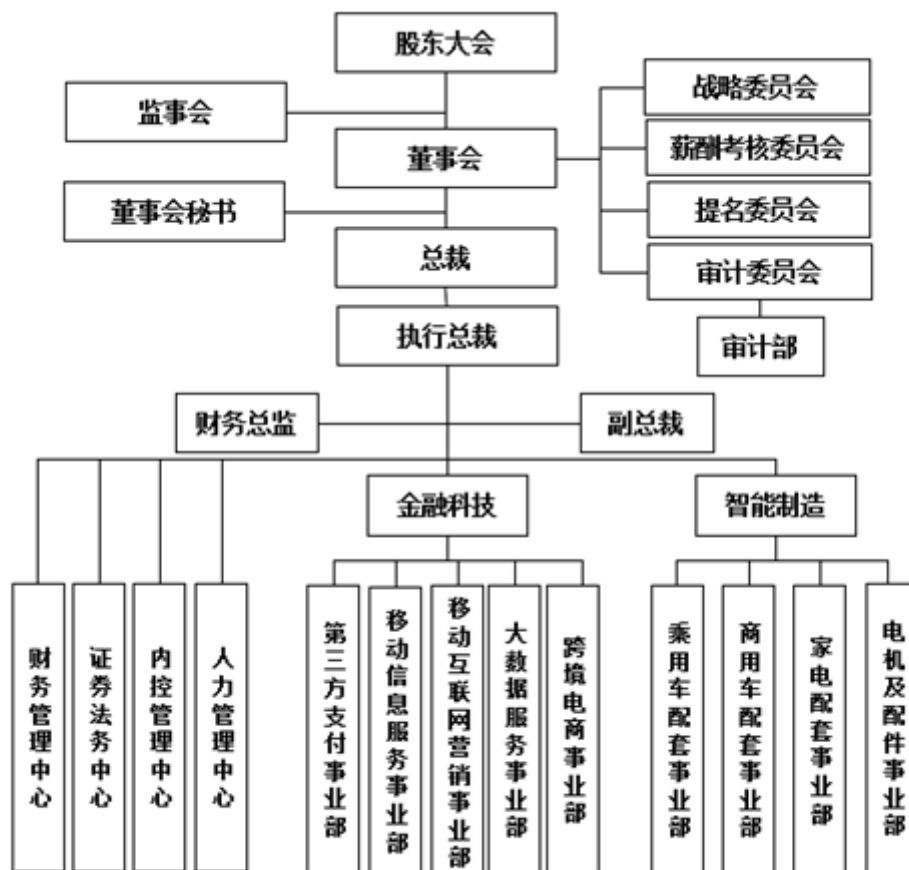 股东大会
监事会
战略委员会
董事会
薪酬考核委员会
董事会秘书
提名委员会
总裁
审计委员会
执行总裁
审计部
财务总监
副总裁
金融科技
智能制造
财务管理中心
证券法务中心
内控管理中心
人力管理中心
第三方支付事业部
移动信息服务事业部
移动互联网营销事业部
大数据服务事业部
跨境电商事业部
乘用车配套事业部
商用车配套事业部
家电配套事业部
电机及配件事业部